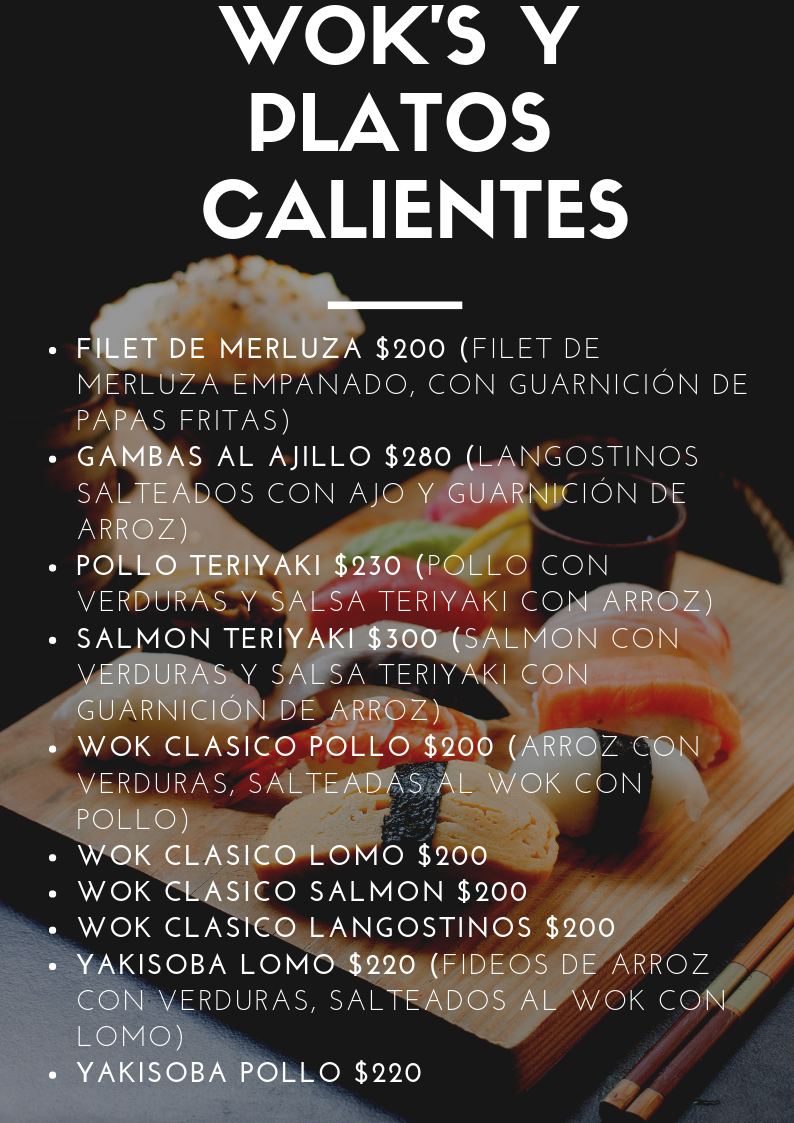 WOK'S Y
PLATOS
CALIENTES
• FILET DE MERLUZA $200 (FILET DE
MERLUZA EMPANADO, CON GUARNICIÓN DE
PAPAS FRITAS)
• GAMBAS AL AJILLO $280 (LANGOSTINOS
SALTEADOS CON AJO Y GUARNICIÓN DE
ARROZ)
• POLLO TERIYAKI $230 (POLLO CON
VERDURAS Y SALSA TERIYAKI CON ARROZ)
• SALMON TERIYAKI $300 (SALMON CON
VERDURAS Y SALSA TERIYAKI CON
GUARNICIÓN DE ARROZ)
• WOK CLASICO POLLO $200 (ARROZ CON
VERDURAS, SALTEADAS AL WOK CON
POLLO)
• WOK CLASICO LOMO $200
• WOK CLASICO SALMON $200
• WOK CLASICO LANGOSTINOS $200
• YAKISOBA LOMO $220 (FIDEOS DE ARROZ
CON VERDURAS, SALTEADOS AL WOK CON
LOMO)
• YAKISOBA POLLO $220